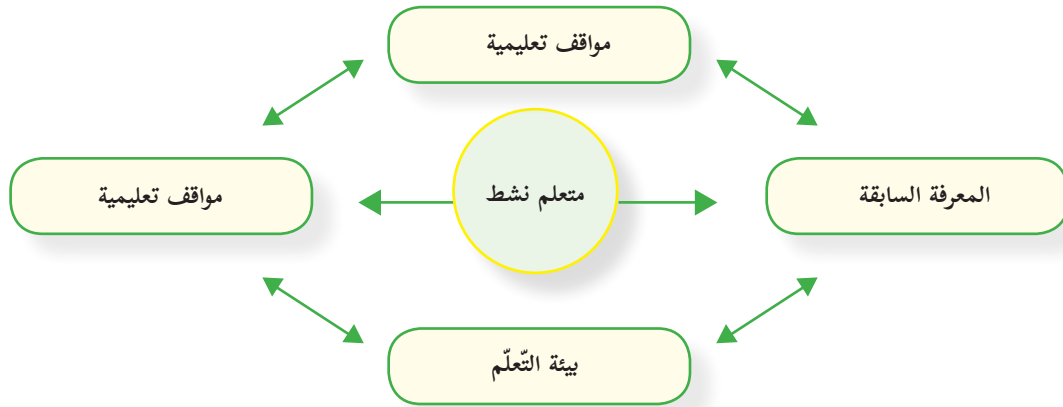 مواقف تعليمية
المعرفة السابقة
متعلم نشط
مواقف تعليمية
بيئة التّعلّم